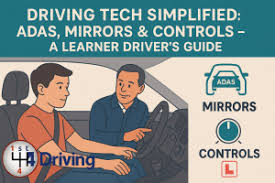 DRIVING TECH SIMPLIFIED:
ADAS, MIRRORS & CONTROLS –
A LEARNER DRIVER'S GUIDE
ADAS
MIRRORS
CONTROLS
L
Driving